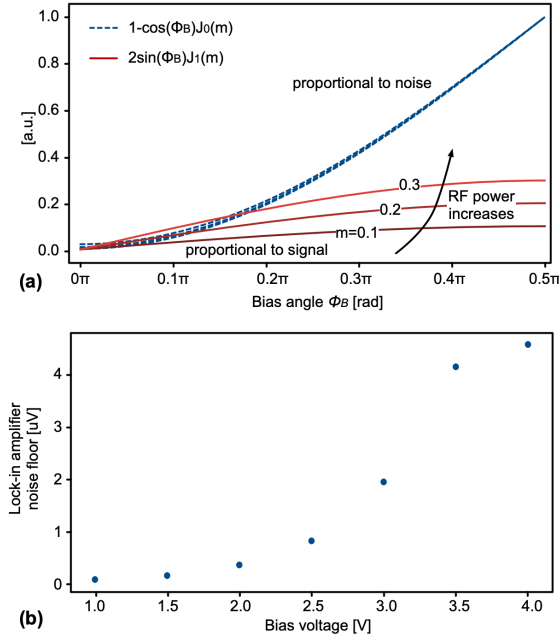 1.0
0.8
0.6
0.4
0.2
0.0
[a.u.]
1-cos(ΦB)J0(m)
2sin(ΦB)J1(m)
proportional to noise
0.3
0.2
m=0.1
RF power
increases
proportional to signal
0π
0.1π
0.2π
0.3π
0.4π
0.5π
(a)
Bias angle ΦB [rad]
4
3
2
1
0
Lock-in amplifier
noise floor [uV]
1.0
1.5
2.0
2.5
3.0
3.5
4.0
(b)
Bias voltage [V]